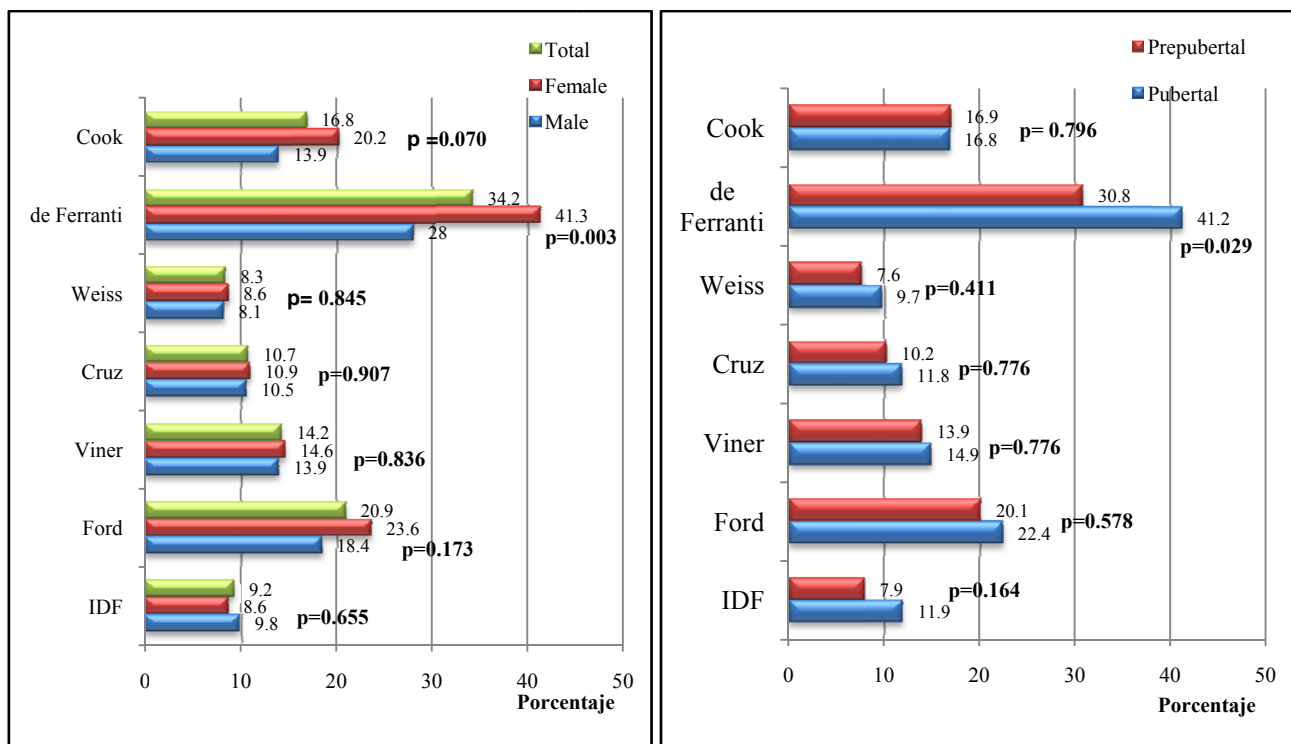 Total
Female
Male
Cook
16.8
20.2
13.9
p =0.070
de Ferranti
34.2
41.3
28
p=0.003
Weiss
8.3
8.6
8.1
p= 0.845
Cruz
10.7
10.9
10.5
p=0.907
Viner
14.2
14.6
13.9
p=0.836
Ford
20.9
23.6
18.4
p=0.173
IDF
9.2
8.6
9.8
p=0.655
0 10 20 30 40 50
Porcentaje
Prepubertal
Pubertal
Cook
16.9
16.8
p= 0.796
de
Ferranti
30.8
41.2
p=0.029
Weiss
7.6
9.7
p=0.411
Cruz
10.2
11.8
p=0.776
Viner
13.9
14.9
p=0.776
Ford
20.1
22.4
p=0.578
IDF
7.9
11.9
p=0.164
0 10 20 30 40 50
Porcentaje